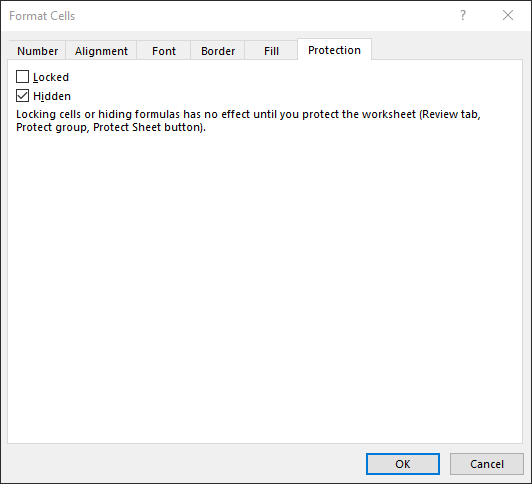 Format Cells
?
Number Alignment Font Border Fill Protection
Locked
Hidden
Locking cells or hiding formulas has no effect until you protect the worksheet (Review tab,
Protect group, Protect Sheet button).
OK Cancel